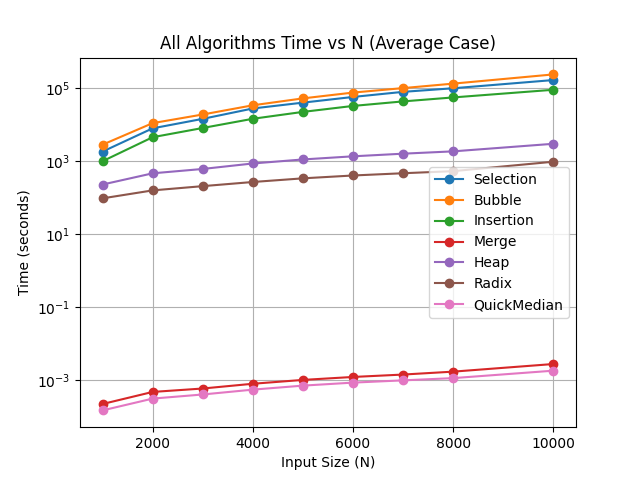 All Algorithms Time vs N (Average Case)
Time (seconds)
10^5
10^3
10^1
10^−1
10^−3
Selection
Bubble
Insertion
Merge
Heap
Radix
QuickMedian
2000 4000 6000 8000 10000
Input Size (N)